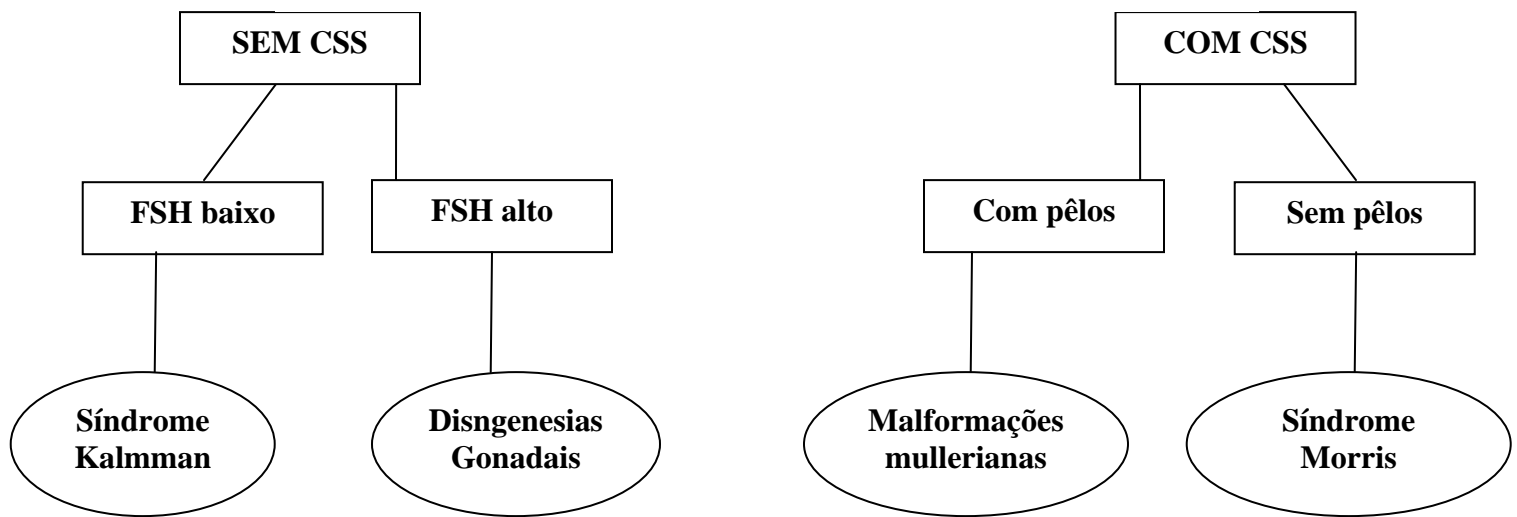 SEM CSS
COM CSS
FSH baixo
FSH alto
Com pêlos
Sem pêlos
Síndrome
Kalmman
Disngenesias
Gonadais
Malformações
mullerianas
Síndrome
Morris